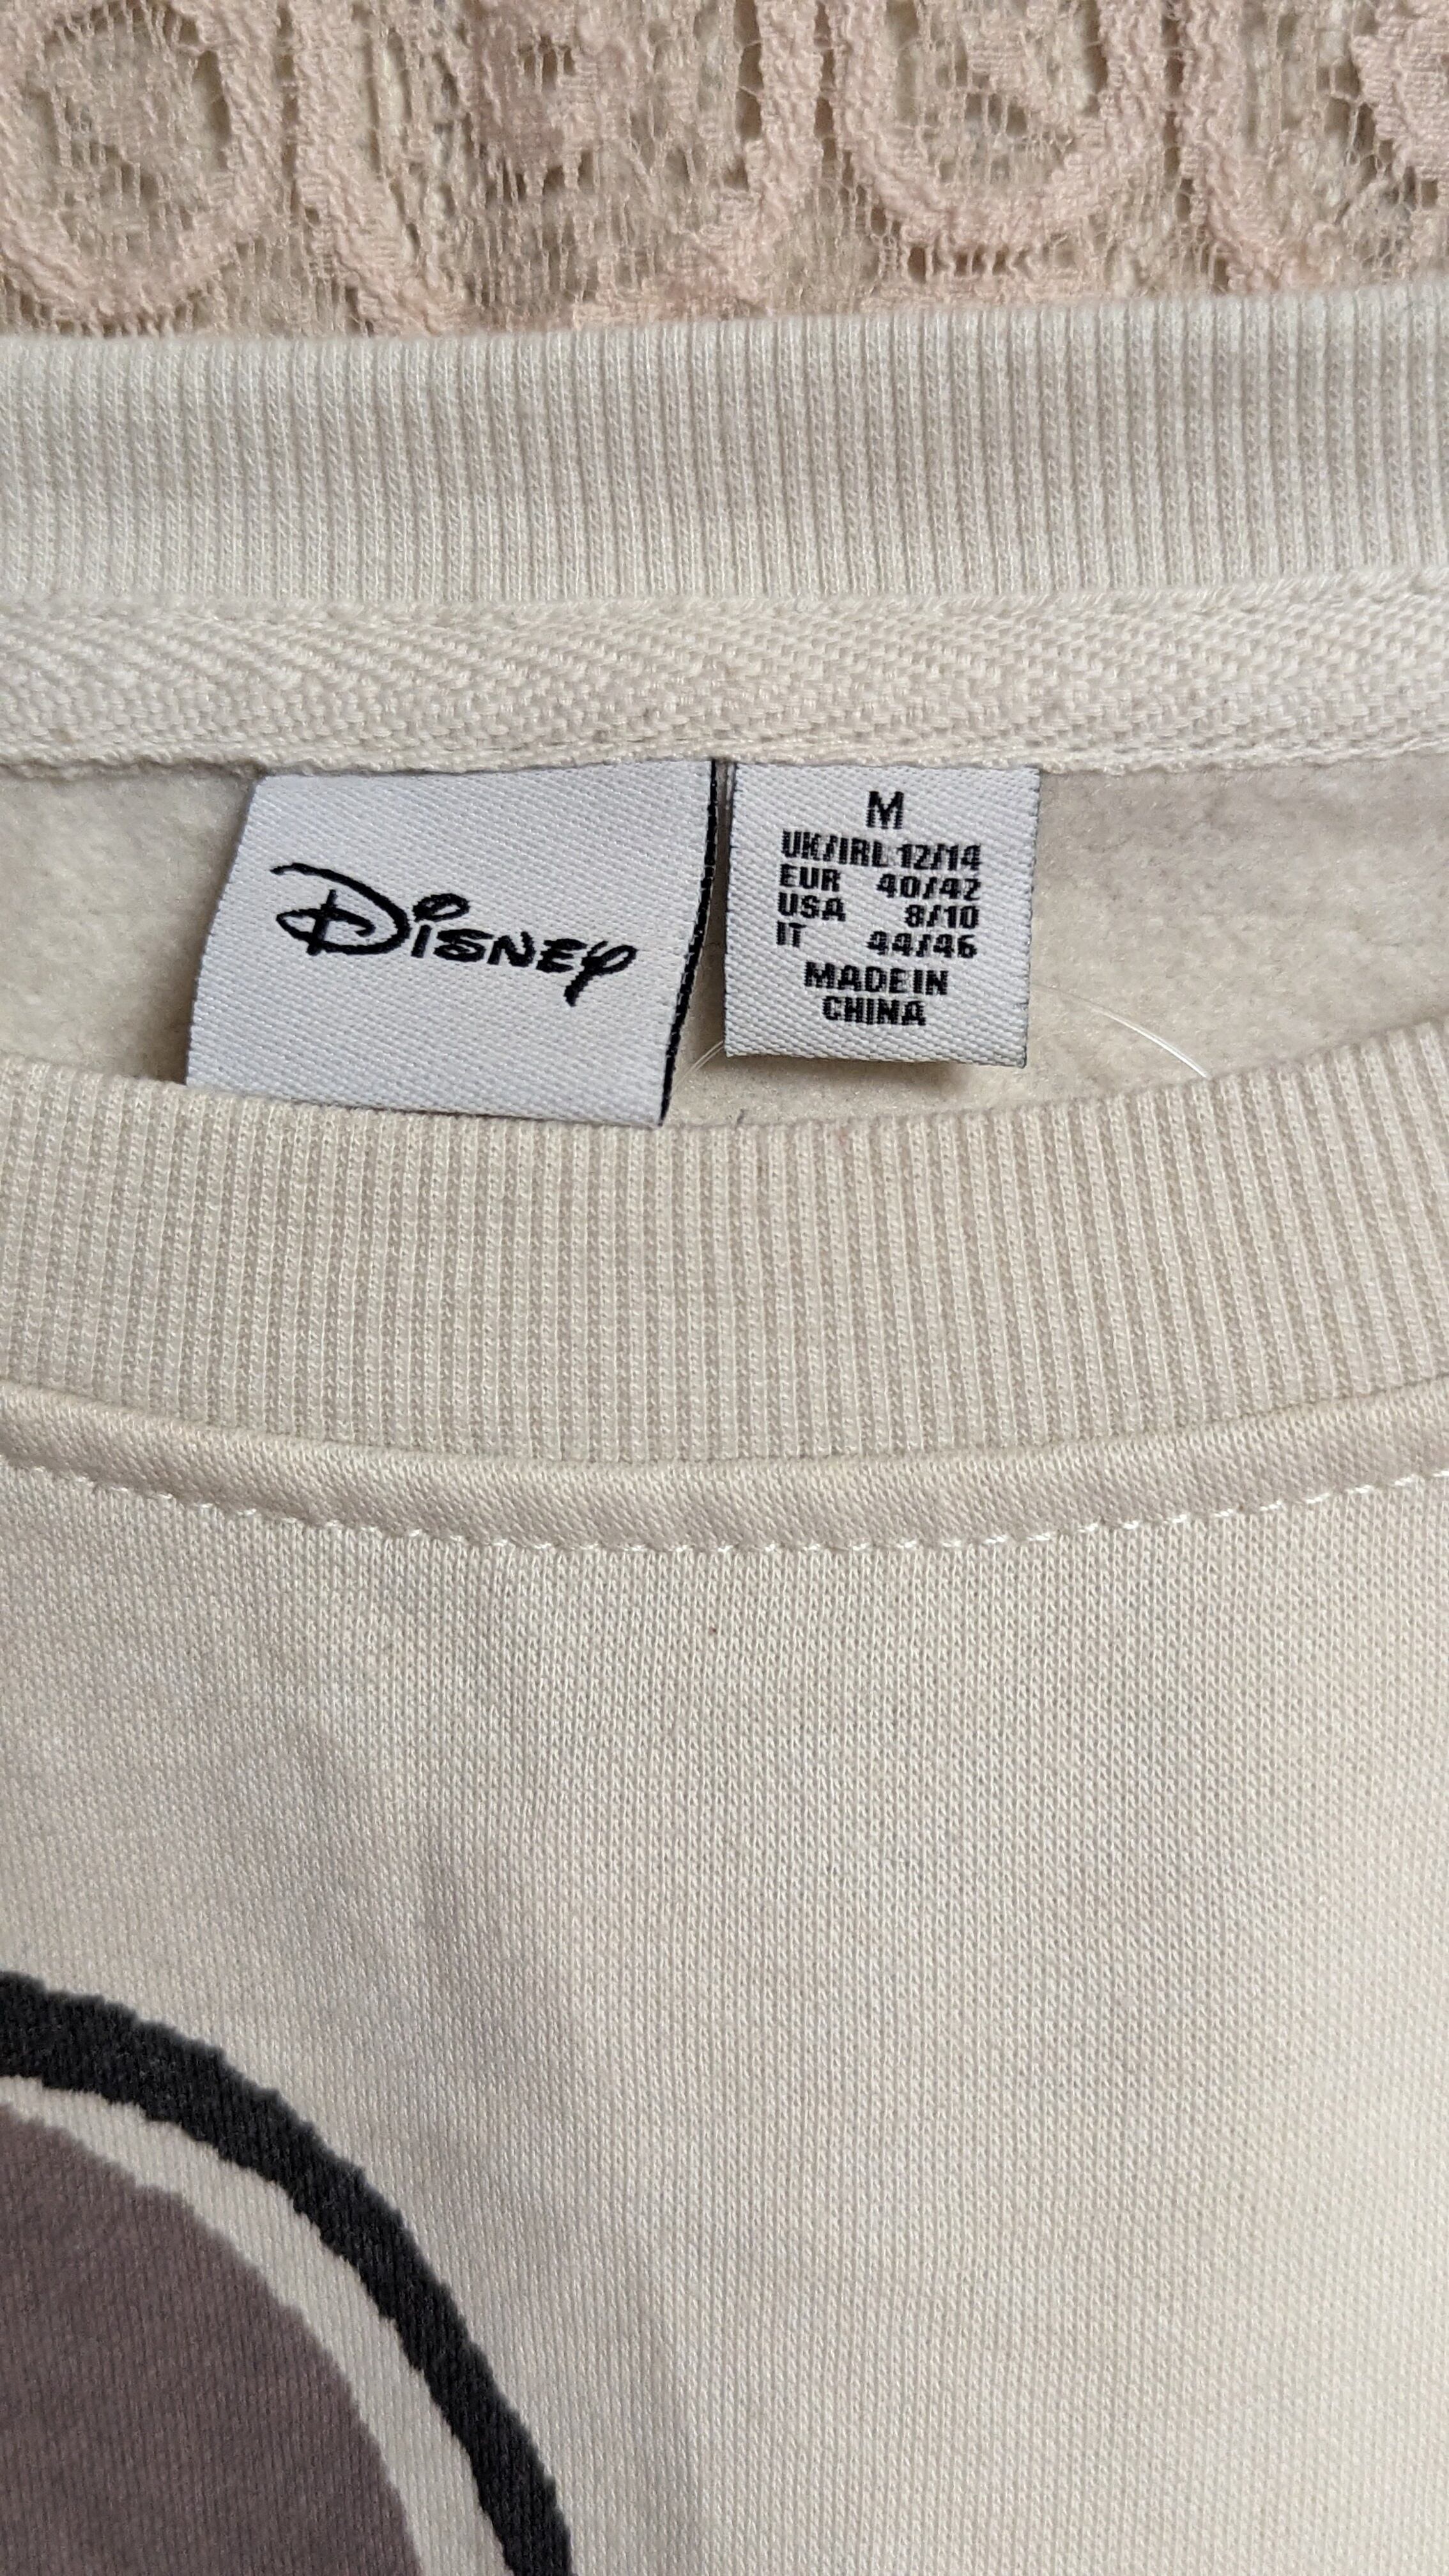 Disney
M
UK/IRL 12/14
EUR 40/42
USA 8/10
IT 44/46
MADE IN
CHINA